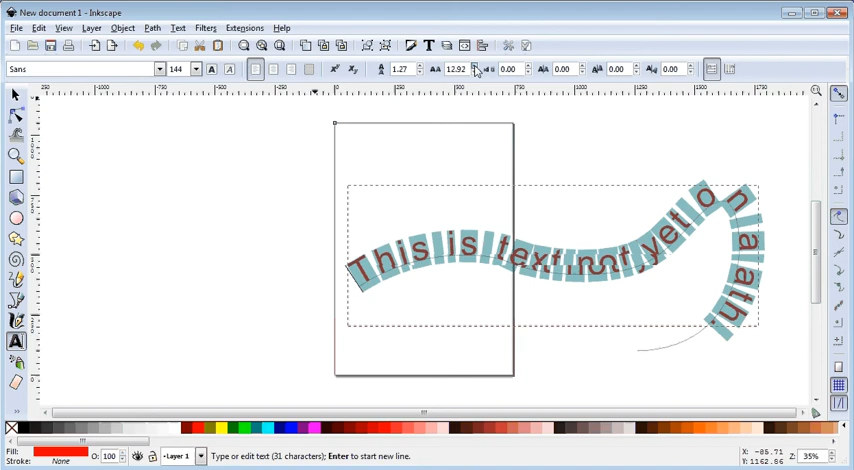 New document 1 - Inkscape
File Edit View Layer Object Path Text Filters Extensions Help
Sans 144 1.27 12.92 0.00 0.00 0.00 0.00
This is text not yet on a path.
Fill:
Stroke: None
O: 100
Layer 1
Type or edit text (31 characters); Enter to start new line.
X: -85.71
Y: 1162.86
Z: 35%